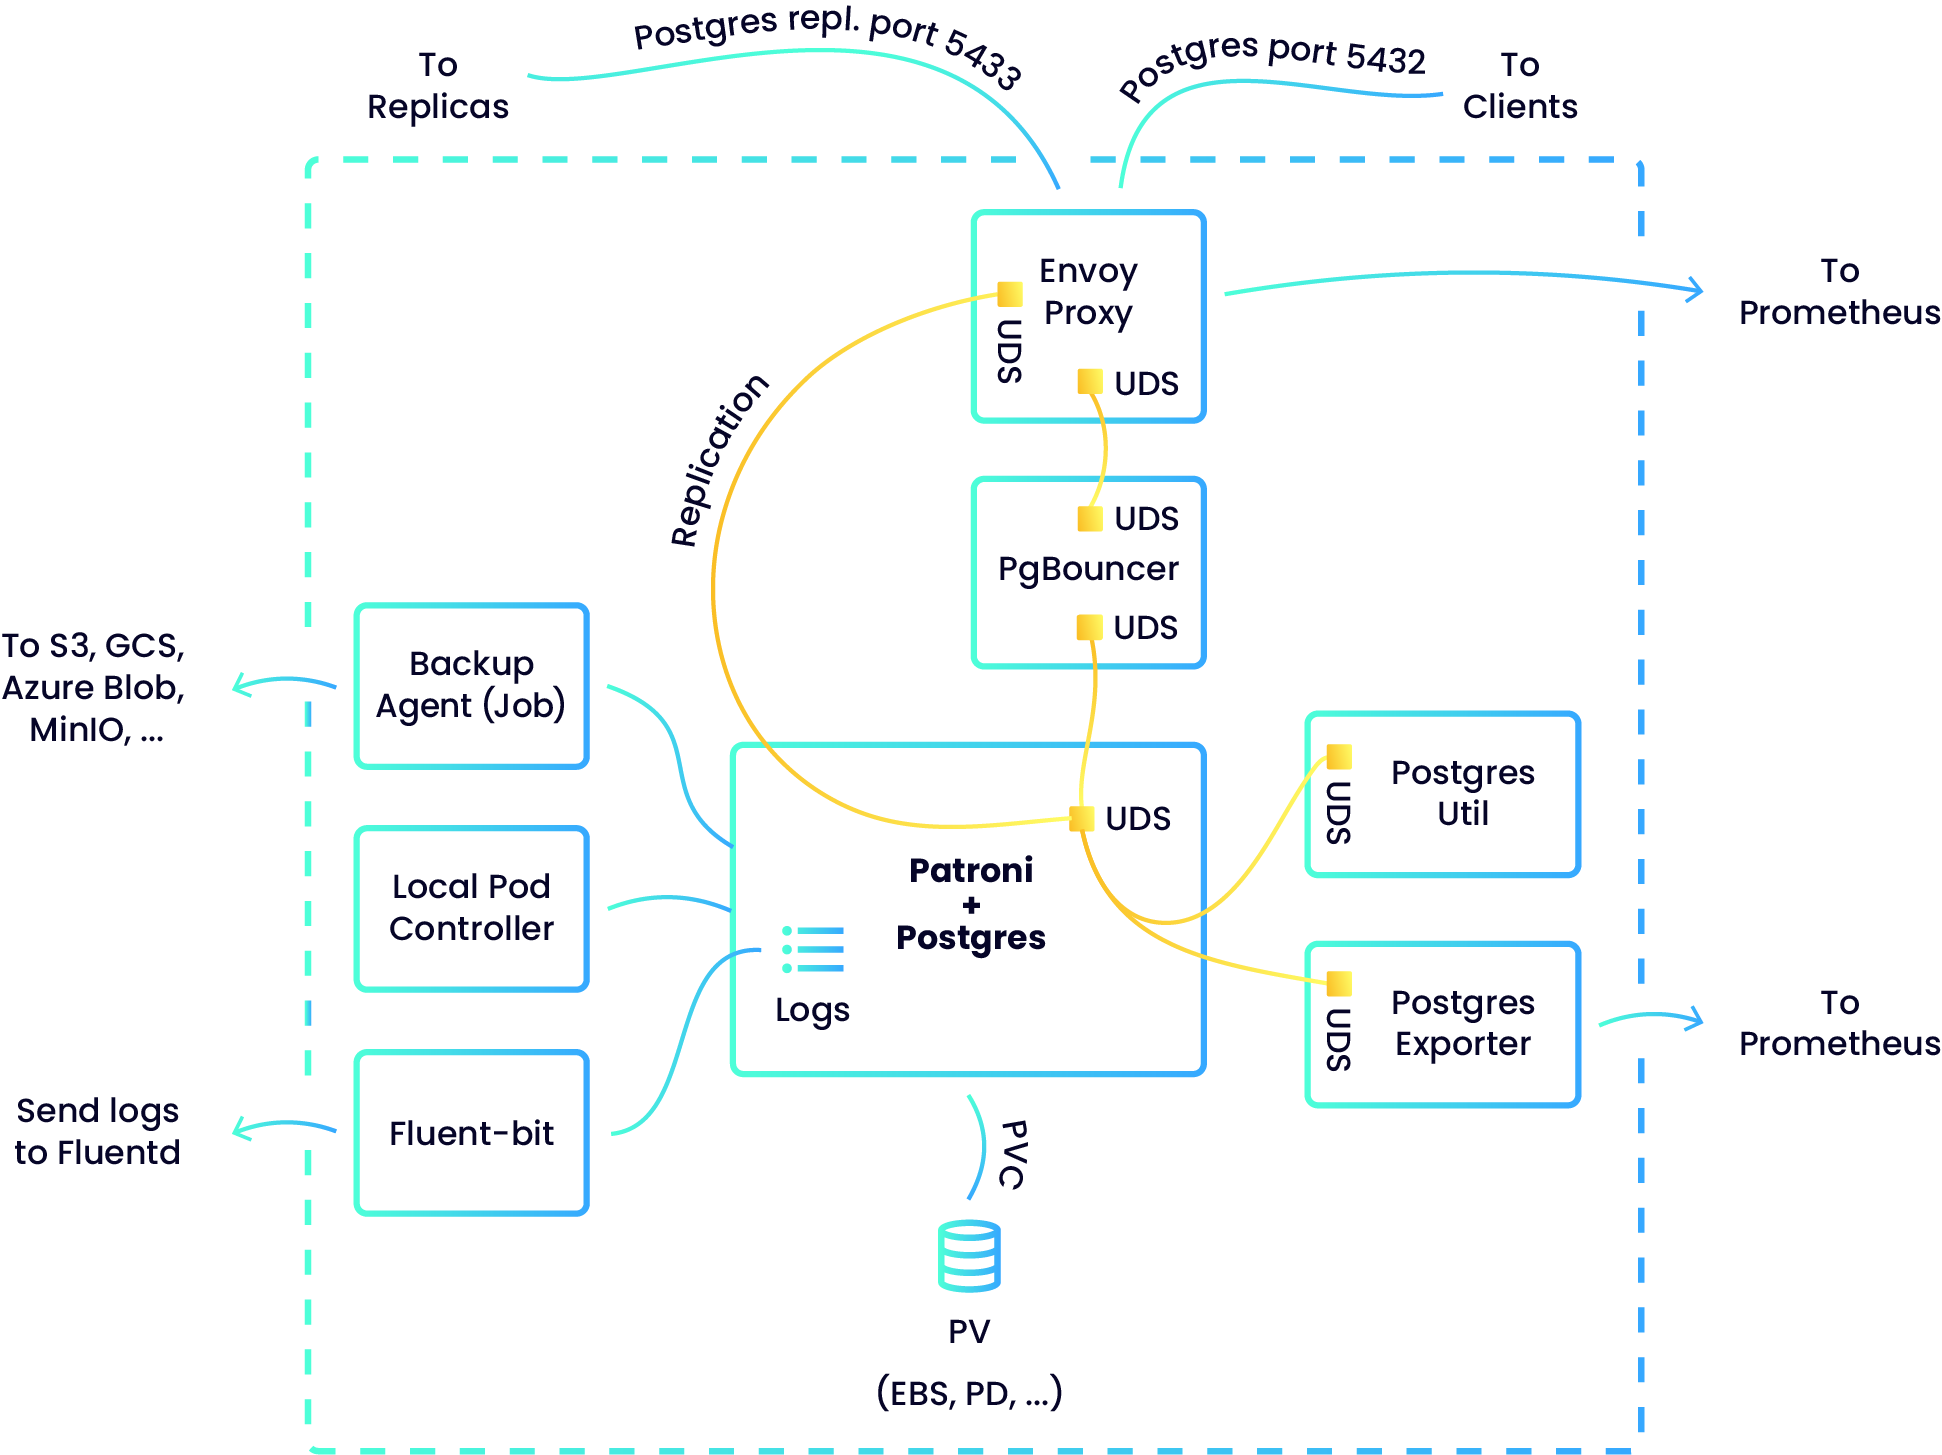 Postgres repl. port 5433
Postgres port 5432
To
Replicas
To
Clients
Envoy
Proxy
UDS
UDS
To
Prometheus
Replication
UDS
PgBouncer
UDS
To S3, GCS,
Azure Blob,
MinIO, ...
Backup
Agent (Job)
UDS
Patroni
+
Postgres
Logs
Postgres
Util
UDS
Local Pod
Controller
Postgres
Exporter
UDS
To
Prometheus
Send logs
to Fluentd
Fluent-bit
PVC
PV
(EBS, PD, ...)